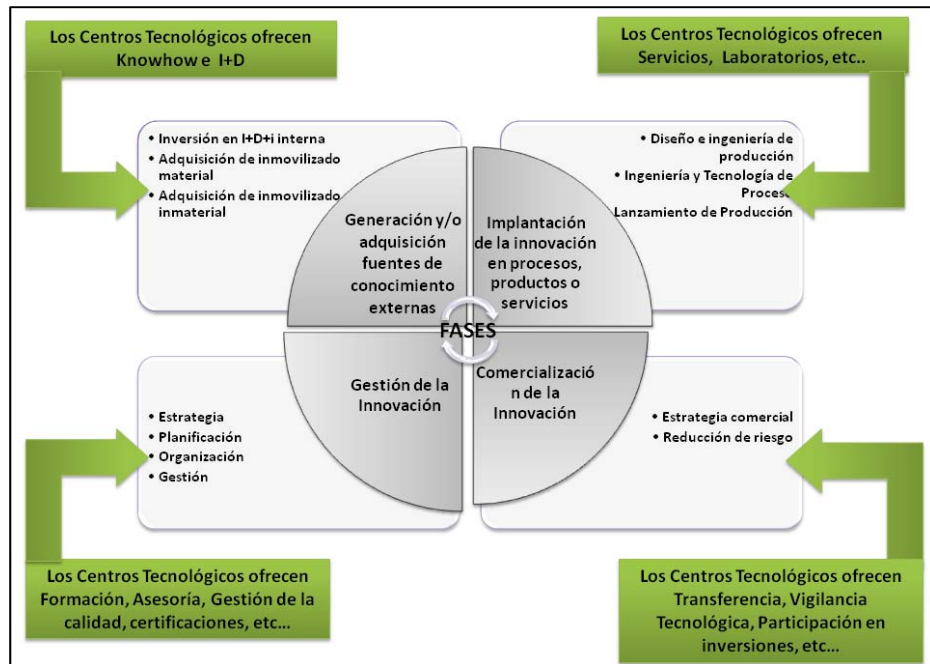 Los Centros Tecnológicos ofrecen
Knowhow e I+D
Los Centros Tecnológicos ofrecen
Servicios, Laboratorios, etc..
• Inversión en I+D+i interna
• Adquisición de inmovilizado
material
• Adquisición de inmovilizado
inmaterial
• Diseño e ingeniería de
producción
• Ingeniería y Tecnología de
Proceso
Lanzamiento de Producción
Generación y/o
adquisición
fuentes de
conocimiento
externas
Implantación
de la innovación
en procesos,
productos o
servicios
FASES
Gestión de la
Innovación
Comercializació
n de la
Innovación
• Estrategia
• Planificación
• Organización
• Gestión
• Estrategia comercial
• Reducción de riesgo
Los Centros Tecnológicos ofrecen
Formación, Asesoría, Gestión de la
calidad, certificaciones, etc...
Los Centros Tecnológicos ofrecen
Transferencia, Vigilancia
Tecnológica, Participación en
inversiones, etc...